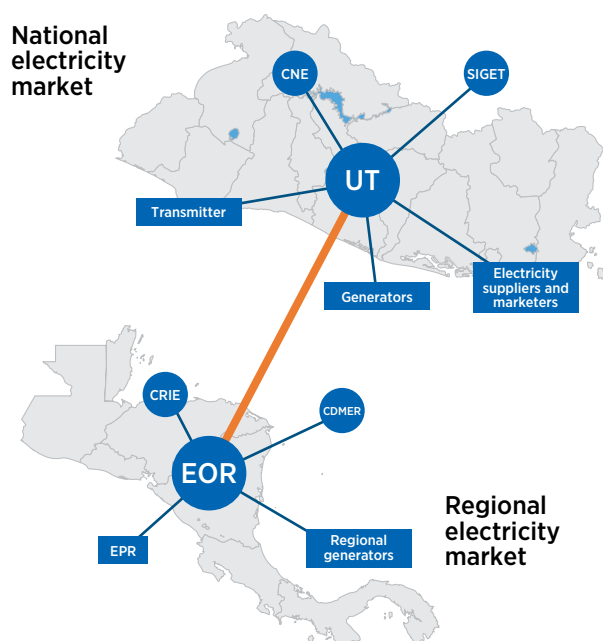 National
electricity
market
CNE
SIGET
UT
Transmitter
Generators
Electricity
suppliers and
marketers
CRIE
CDMER
EOR
EPR
Regional
generators
Regional
electricity
market